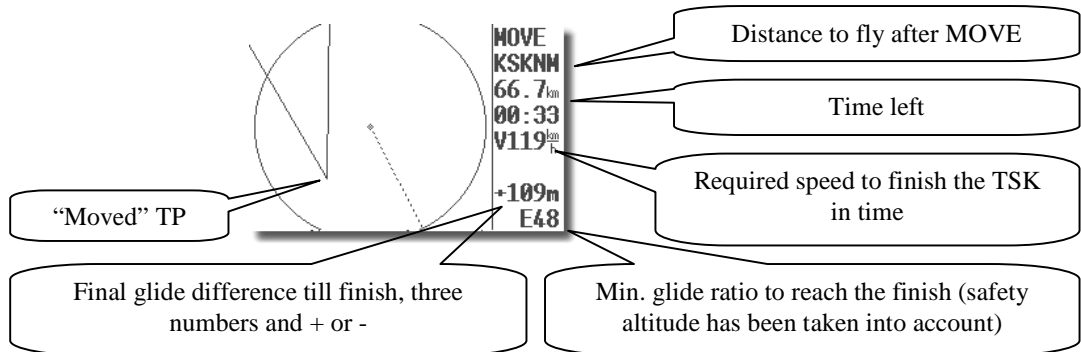 MOVE
KSKNM
66.7km
00:33
V119km/h
+109m
E48
Distance to fly after MOVE
Time left
Required speed to finish the TSK
in time
“Moved” TP
Final glide difference till finish, three
numbers and + or -
Min. glide ratio to reach the finish (safety
altitude has been taken into account)